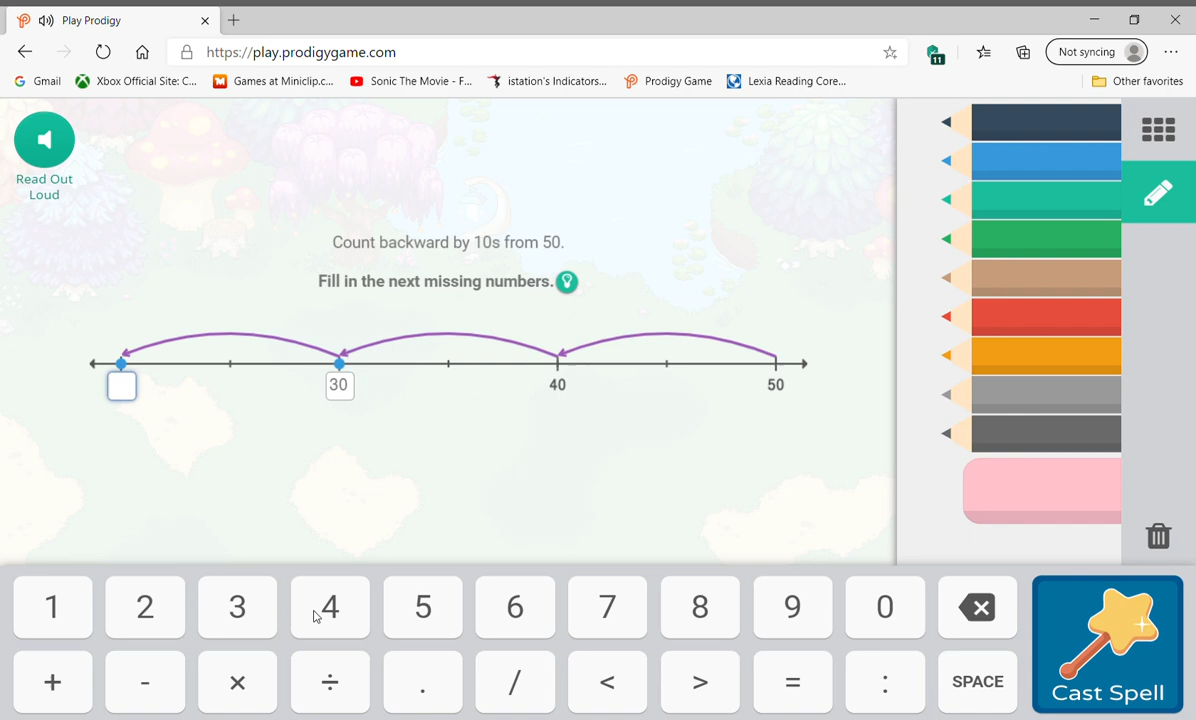 Play Prodigy
https://play.prodigygame.com
11
Not syncing
Gmail
Xbox Official Site: C...
Games at Miniclip.c...
Sonic The Movie - F...
istation's Indicators...
Prodigy Game
Lexia Reading Core...
Other favorites
Read Out
Loud
Count backward by 10s from 50.
Fill in the next missing numbers.
30 40 50
1 2 3 4 5 6 7 8 9 0
+ - × ÷ . / < > = : SPACE
Cast Spell